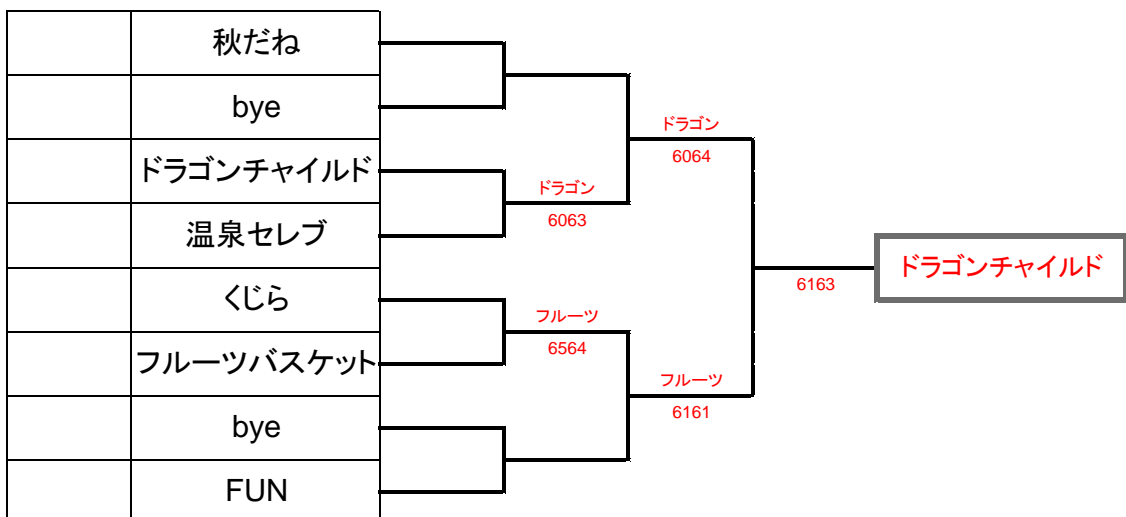 秋だね
bye
ドラゴンチャイルド
温泉セレブ
くじら
フルーツバスケット
bye
FUN
ドラゴン
6063
フルーツ
6564
ドラゴン
6064
フルーツ
6161
6163
ドラゴンチャイルド